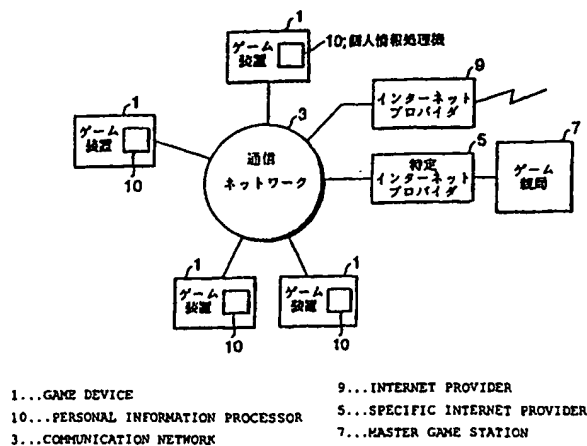 1
ゲーム
装置
10;個人情報処理機
9
インターネット
プロバイダ
3
7
1
ゲーム
装置
10
通信
ネットワーク
5
特定
インターネット
プロバイダ
ゲーム
親局
1
ゲーム
装置
10
1
ゲーム
装置
10
1...GAME DEVICE
10...PERSONAL INFORMATION PROCESSOR
3...COMMUNICATION NETWORK
9...INTERNET PROVIDER
5...SPECIFIC INTERNET PROVIDER
7...MASTER GAME STATION